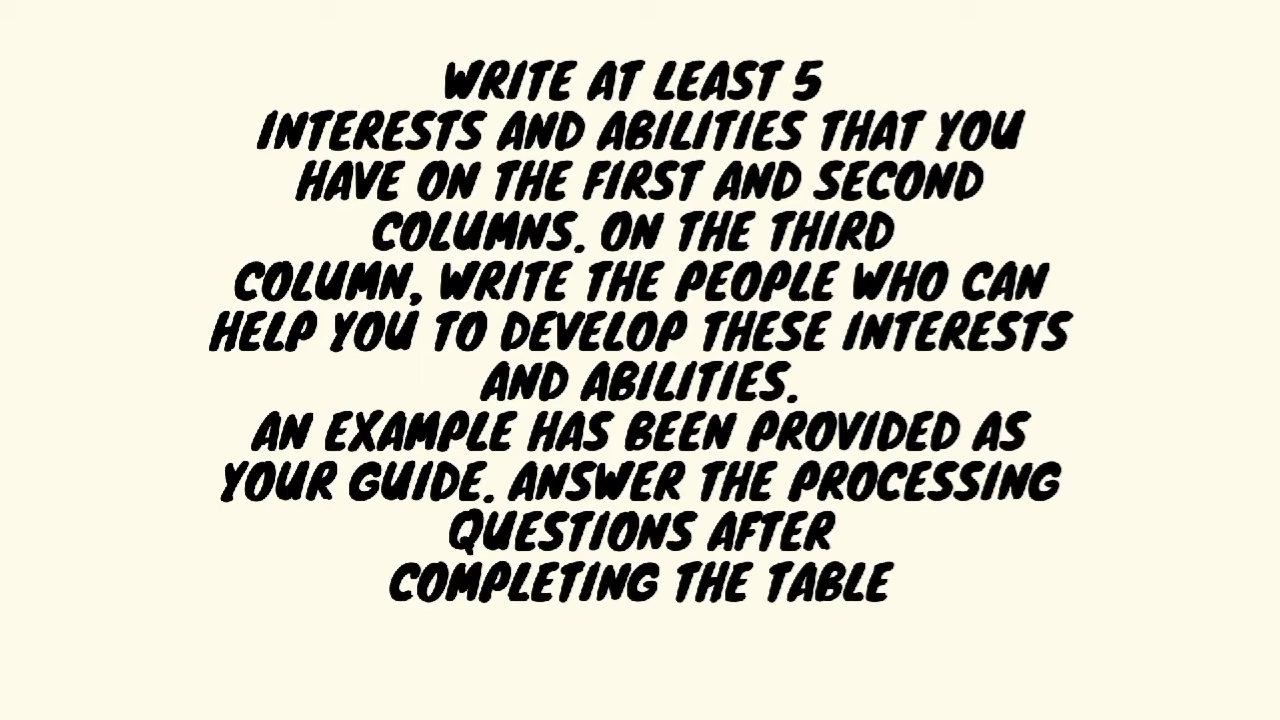 WRITE AT LEAST 5
INTERESTS AND ABILITIES THAT YOU
HAVE ON THE FIRST AND SECOND
COLUMNS. ON THE THIRD
COLUMN, WRITE THE PEOPLE WHO CAN
HELP YOU TO DEVELOP THESE INTERESTS
AND ABILITIES.
AN EXAMPLE HAS BEEN PROVIDED AS
YOUR GUIDE. ANSWER THE PROCESSING
QUESTIONS AFTER
COMPLETING THE TABLE